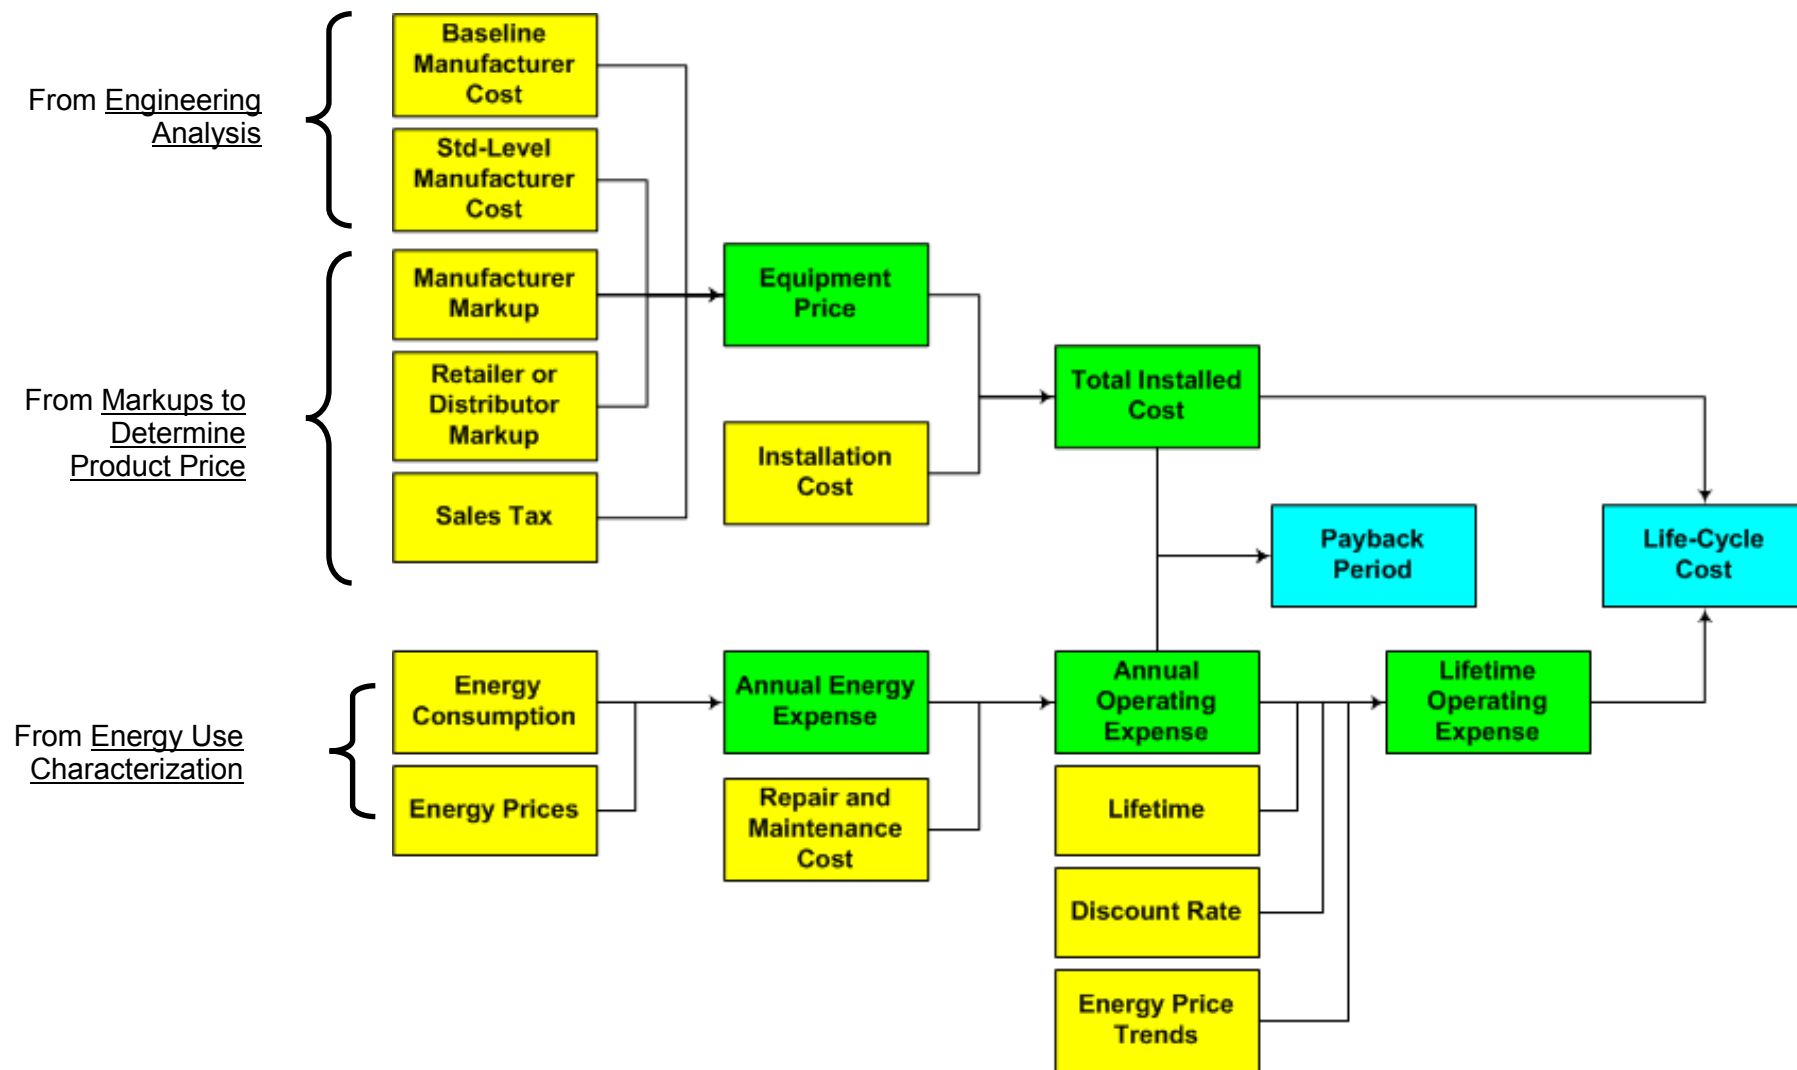 From Engineering
Analysis
From Markups to
Determine
Product Price
From Energy Use
Characterization
Baseline
Manufacturer
Cost
Std-Level
Manufacturer
Cost
Manufacturer
Markup
Retailer or
Distributor
Markup
Sales Tax
Energy
Consumption
Energy Prices
Equipment
Price
Installation
Cost
Annual Energy
Expense
Repair and
Maintenance
Cost
Total Installed
Cost
Annual
Operating
Expense
Lifetime
Discount Rate
Energy Price
Trends
Payback
Period
Lifetime
Operating
Expense
Life-Cycle
Cost